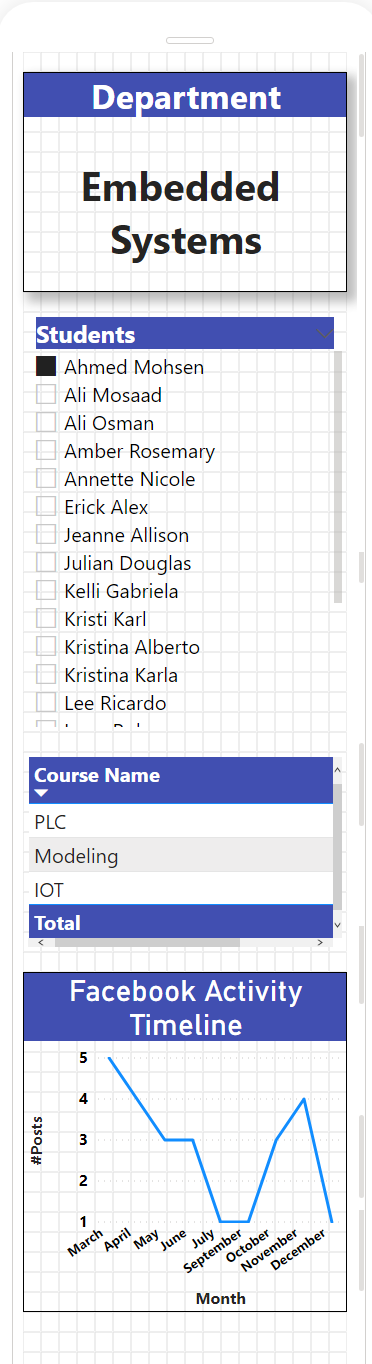 Department
Embedded
Systems
Students
Ahmed Mohsen
Ali Mosaad
Ali Osman
Amber Rosemary
Annette Nicole
Erick Alex
Jeanne Allison
Julian Douglas
Kelli Gabriela
Kristi Karl
Kristina Alberto
Kristina Karla
Lee Ricardo
Course Name
PLC
Modeling
IOT
Total
Facebook Activity
Timeline
5
4
3
2
1
#Posts
March
April
May
June
July
September
October
November
December
Month